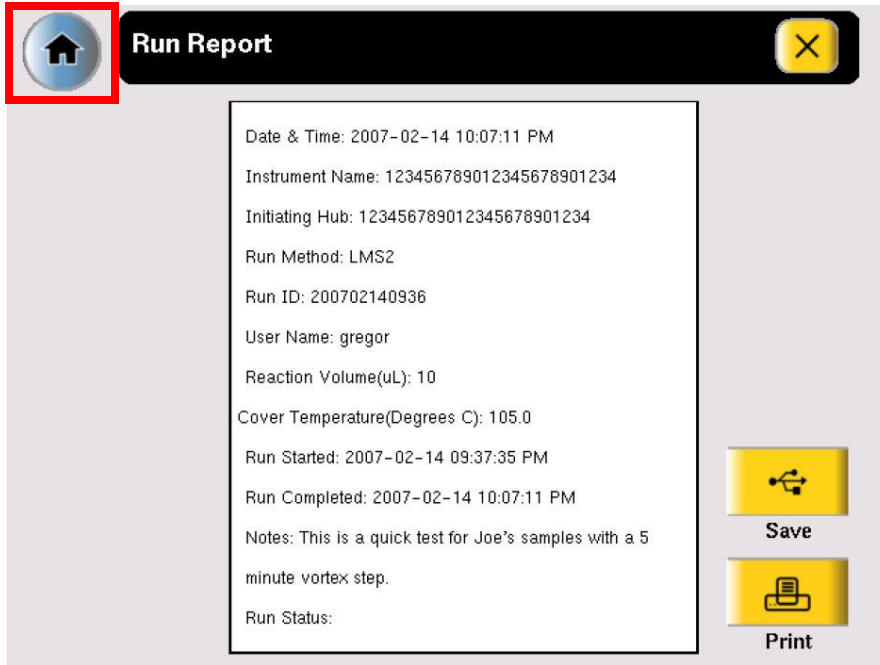 Run Report
Date & Time: 2007-02-14 10:07:11 PM
Instrument Name: 123456789012345678901234
Initiating Hub: 123456789012345678901234
Run Method: LMS2
Run ID: 200702140936
User Name: gregor
Reaction Volume(uL): 10
Cover Temperature(Degrees C): 105.0
Run Started: 2007-02-14 09:37:35 PM
Run Completed: 2007-02-14 10:07:11 PM
Notes: This is a quick test for Joe's samples with a 5
minute vortex step.
Run Status:
Save
Print